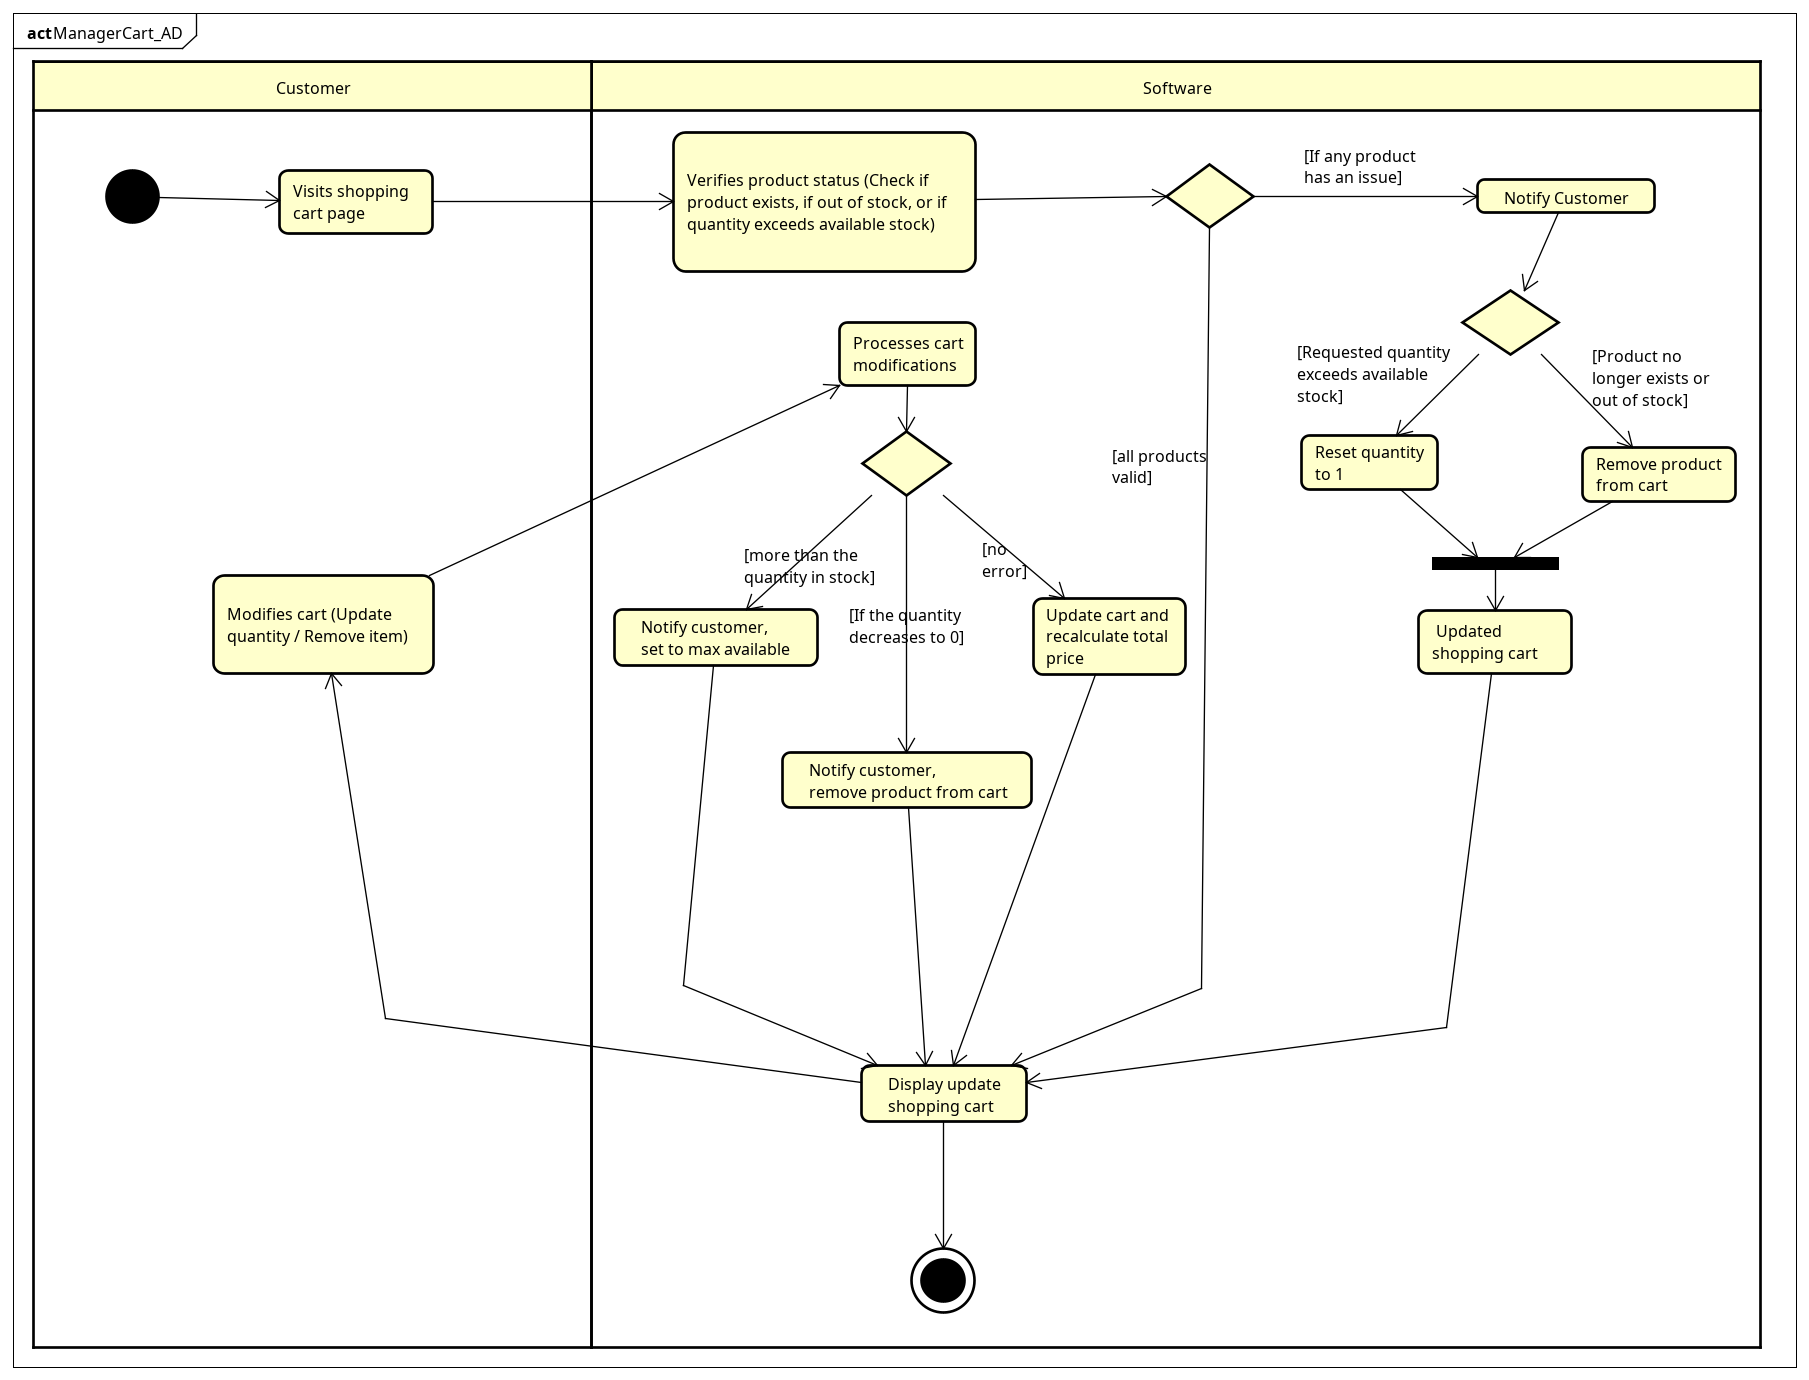 actManagerCart_AD
Customer
Software
Visits shopping
cart page
Verifies product status (Check if
product exists, if out of stock, or if
quantity exceeds available stock)
[If any product
has an issue]
Notify Customer
Processes cart
modifications
[Requested quantity
exceeds available
stock]
[Product no
longer exists or
out of stock]
[all products
valid]
Reset quantity
to 1
Remove product
from cart
[more than the
quantity in stock]
[If the quantity
decreases to 0]
[no
error]
Modifies cart (Update
quantity / Remove item)
Notify customer,
set to max available
Update cart and
recalculate total
price
Updated
shopping cart
Notify customer,
remove product from cart
Display update
shopping cart